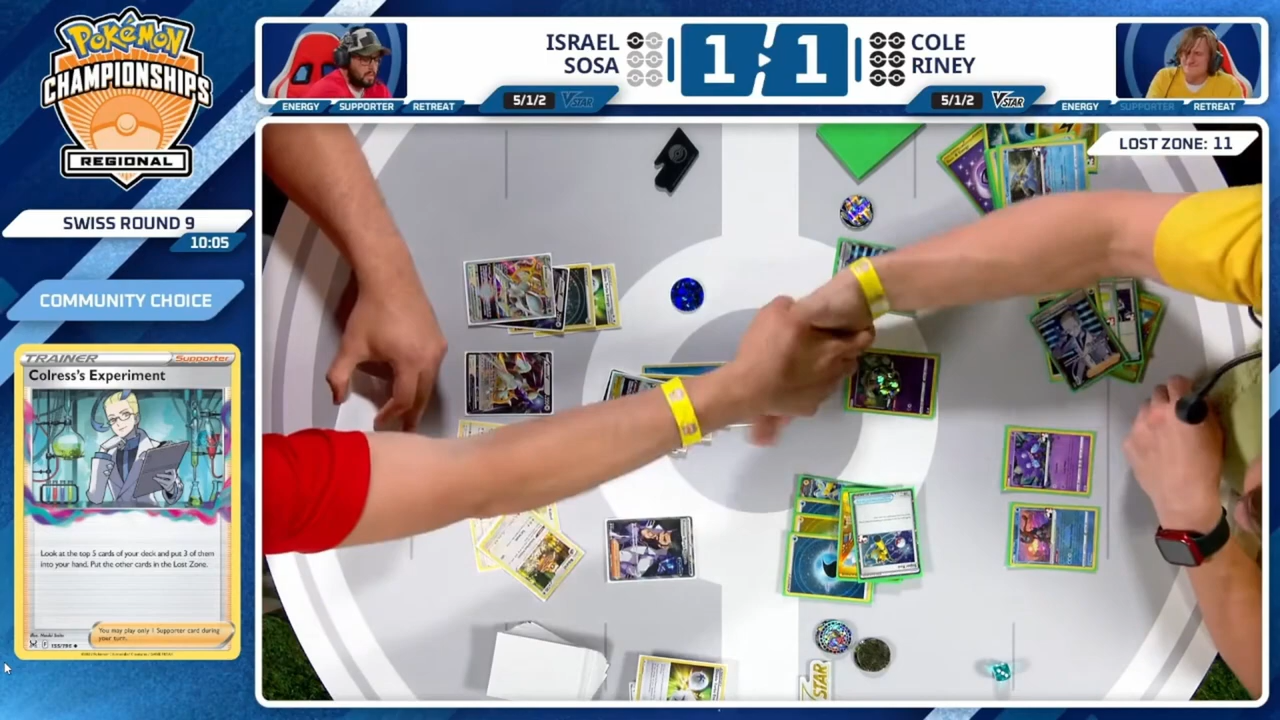 POKéMON
CHAMPIONSHIPS
REGIONAL
SWISS ROUND 9
10:05
COMMUNITY CHOICE
TRAINER
Supporter
Colress's Experiment
Look at the top 5 cards of your deck and put 3 of them
into your hand. Put the other cards in the Lost Zone.
You may play only 1 Supporter card during
your turn.
155/196
ISRAEL
SOSA
1
1
COLE
RINEY
ENERGY
SUPPORTER
RETREAT
5/1/2
VSTAR
5/1/2
VSTAR
ENERGY
SUPPORTER
RETREAT
LOST ZONE: 11
VSTAR